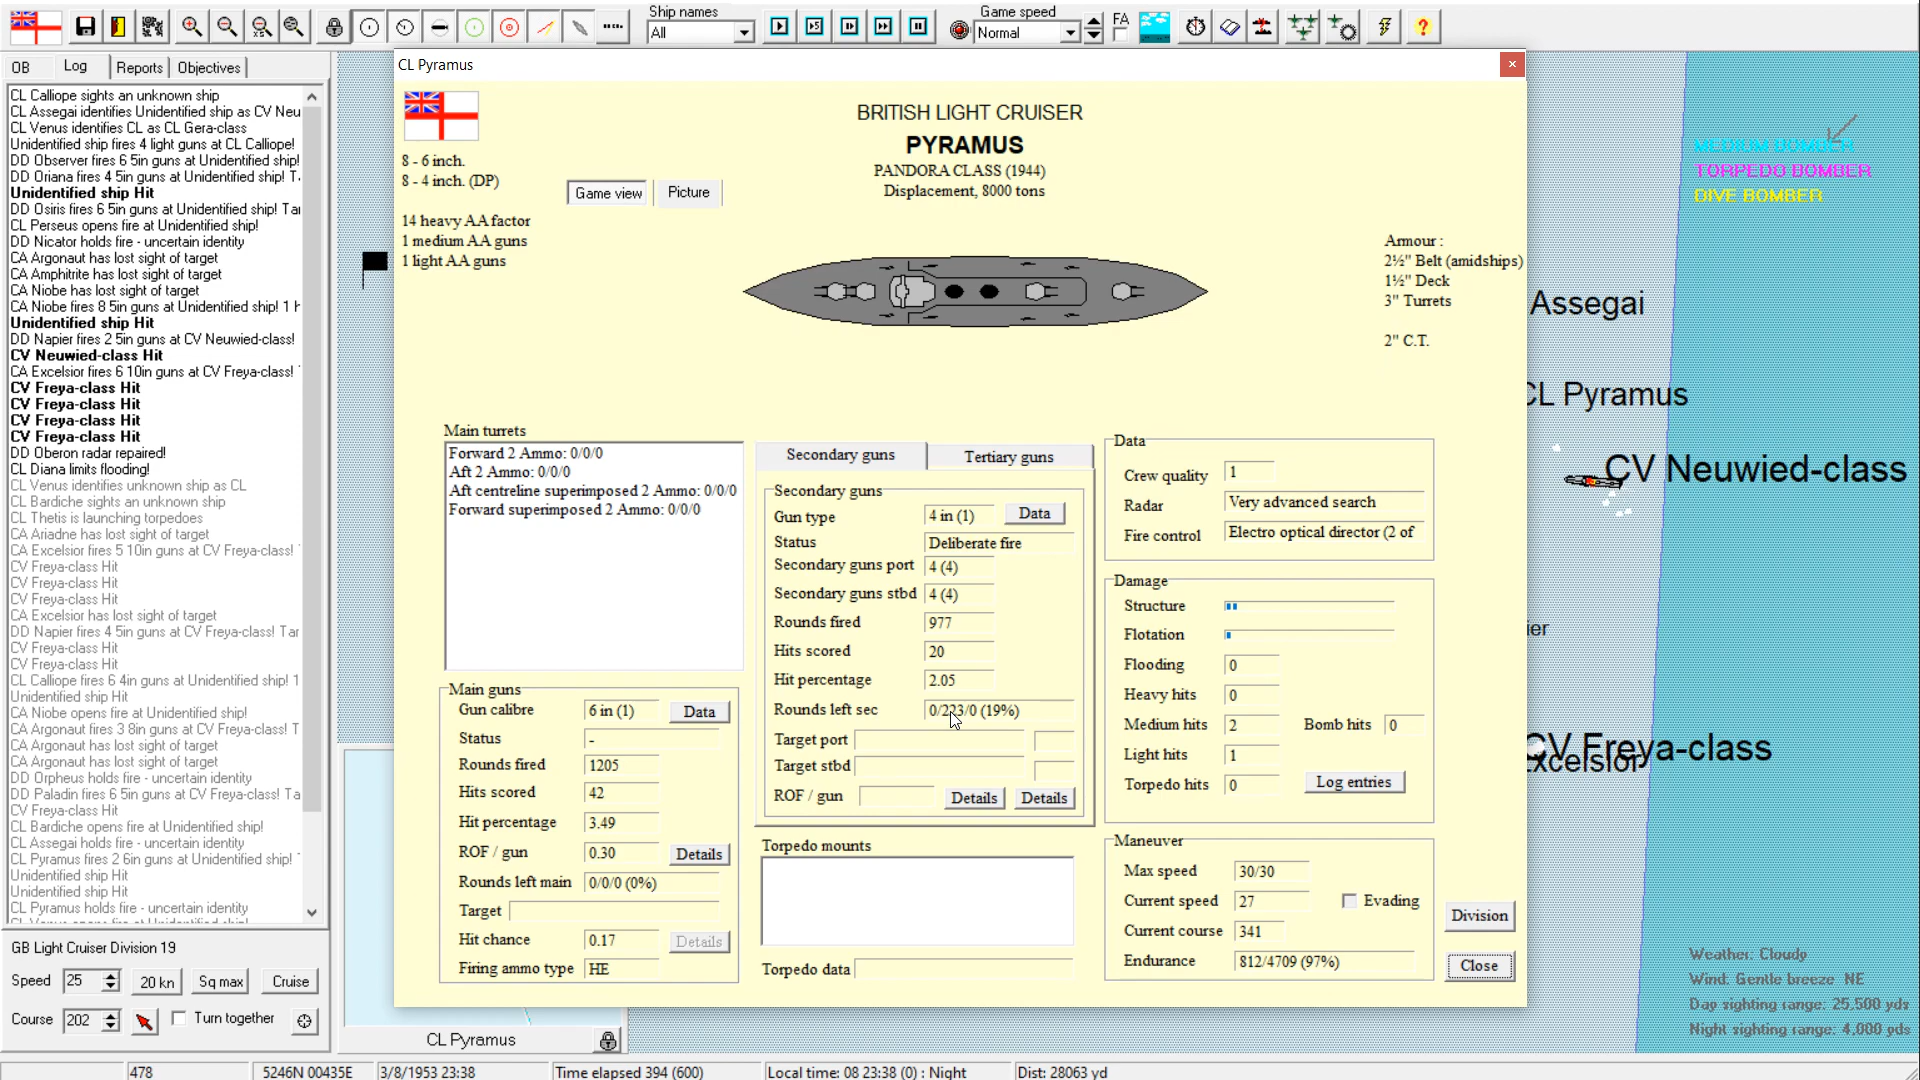 Ship names
All
Game speed
Normal
FA
OB
Log
Reports
Objectives
CL Calliope sights an unknown ship
CL Assegai identifies Unidentified ship as CV Neu
CL Venus identifies CL as CL Gera-class
Unidentified ship fires 4 light guns at CL Calliope!
DD Observer fires 6 5in guns at Unidentified ship!
DD Oriana fires 4 5in guns at Unidentified ship!
Unidentified ship Hit
DD Osiris fires 6 5in guns at Unidentified ship! Ta
CL Perseus opens fire at Unidentified ship!
DD Nicator holds fire - uncertain identity
CA Argonaut has lost sight of target
CA Amphitrite has lost sight of target
CA Niobe has lost sight of target
CA Niobe fires 8 5in guns at Unidentified ship! 1 h
Unidentified ship Hit
DD Napier fires 2 5in guns at CV Neuwied-class!
CV Neuwied-class Hit
CA Excelsior fires 6 10in guns at CV Freya-class!
CV Freya-class Hit
CV Freya-class Hit
CV Freya-class Hit
CV Freya-class Hit
DD Oberon radar repaired!
CL Diana limits flooding!
CL Venus identifies unknown ship as CL
CL Bardiche sights an unknown ship
CL Thetis is launching torpedoes
CA Ariadne has lost sight of target
CA Excelsior fires 5 10in guns at CV Freya-class!
CV Freya-class Hit
CV Freya-class Hit
CV Freya-class Hit
CA Excelsior has lost sight of target
DD Napier fires 4 5in guns at CV Freya-class! Tar
CV Freya-class Hit
CV Freya-class Hit
CL Calliope fires 6 4in guns at Unidentified ship! 1
Unidentified ship Hit
CA Niobe opens fire at Unidentified ship!
CA Argonaut fires 3 8in guns at Unidentified ship! T
CA Argonaut has lost sight of target
CA Argonaut has lost sight of target
DD Orpheus holds fire - uncertain identity
DD Paladin fires 6 5in guns at CV Freya-class! Ta
CV Freya-class Hit
CL Bardiche opens fire at Unidentified ship!
CL Assegai holds fire - uncertain identity
CL Pyramus fires 2 6in guns at Unidentified ship!
Unidentified ship Hit
Unidentified ship Hit
CL Pyramus holds fire - uncertain identity
GB Light Cruiser Division 19
Speed 25 20 kn Sq max Cruise
Course 202 Turn together
CL Pyramus
BRITISH LIGHT CRUISER
PYRAMUS
PANDORA CLASS (1944)
Displacement, 8000 tons
8 - 6 inch.
8 - 4 inch. (DP)
Game view
Picture
14 heavy AA factor
1 medium AA guns
1 light AA guns
Armour :
2½" Belt (amidships)
1½" Deck
3" Turrets
2" C.T.
Main turrets
Forward 2 Ammo: 0/0/0
Aft 2 Ammo: 0/0/0
Aft centreline superimposed 2 Ammo: 0/0/0
Forward superimposed 2 Ammo: 0/0/0
Main guns
Gun calibre 6 in (1) Data
Status -
Rounds fired 1205
Hits scored 42
Hit percentage 3.49
ROF / gun 0.30 Details
Rounds left main 0/0/0 (0%)
Target
Hit chance 0.17 Details
Firing ammo type HE
Secondary guns
Tertiary guns
Secondary guns
Gun type 4 in (1) Data
Status Deliberate fire
Secondary guns port 4 (4)
Secondary guns stbd 4 (4)
Rounds fired 977
Hits scored 20
Hit percentage 2.05
Rounds left sec 0/223/0 (19%)
Target port
Target stbd
ROF / gun Details Details
Torpedo mounts
Torpedo data
Data
Crew quality 1
Radar Very advanced search
Fire control Electro optical director (2 of
Damage
Structure
Flotation
Flooding 0
Heavy hits 0
Medium hits 2 Bomb hits 0
Light hits 1
Torpedo hits 0 Log entries
Maneuver
Max speed 30/30
Current speed 27 Evading
Current course 341
Endurance 812/4709 (97%)
Division
Close
MEDIUM BOMBER
TORPEDO BOMBER
DIVE BOMBER
Assegai
CL Pyramus
CV Neuwied-class
ier
CV Freya-class
Excelsior
Weather: Cloudy
Wind: Gentle breeze NE
Day sighting range: 25,500 yds
Night sighting range: 4,000 yds
CL Pyramus
478
5246N 00435E
3/8/1953 23:38
Time elapsed 394 (600)
Local time: 08 23:38 (0) : Night
Dist: 28063 yd